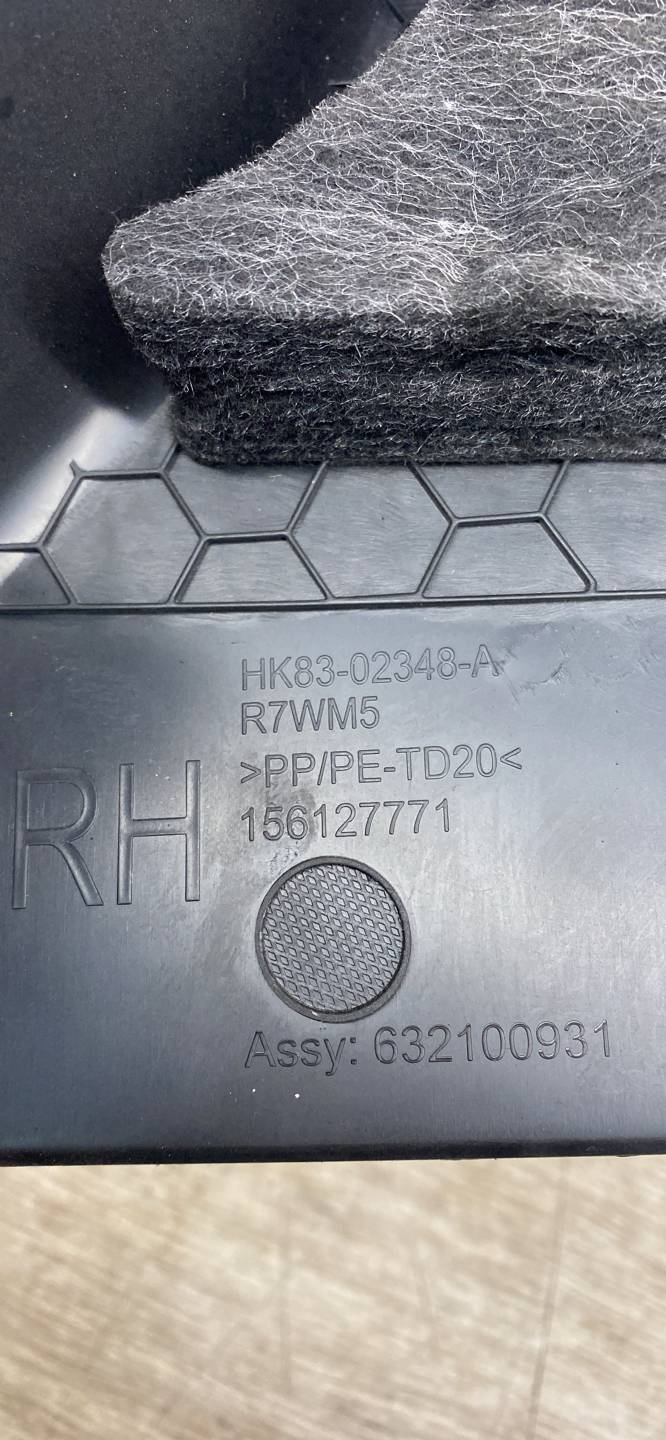 HK83-02348-A
R7WM5
>PP/PE-TD20<
156127771
RH
Assy: 632100931